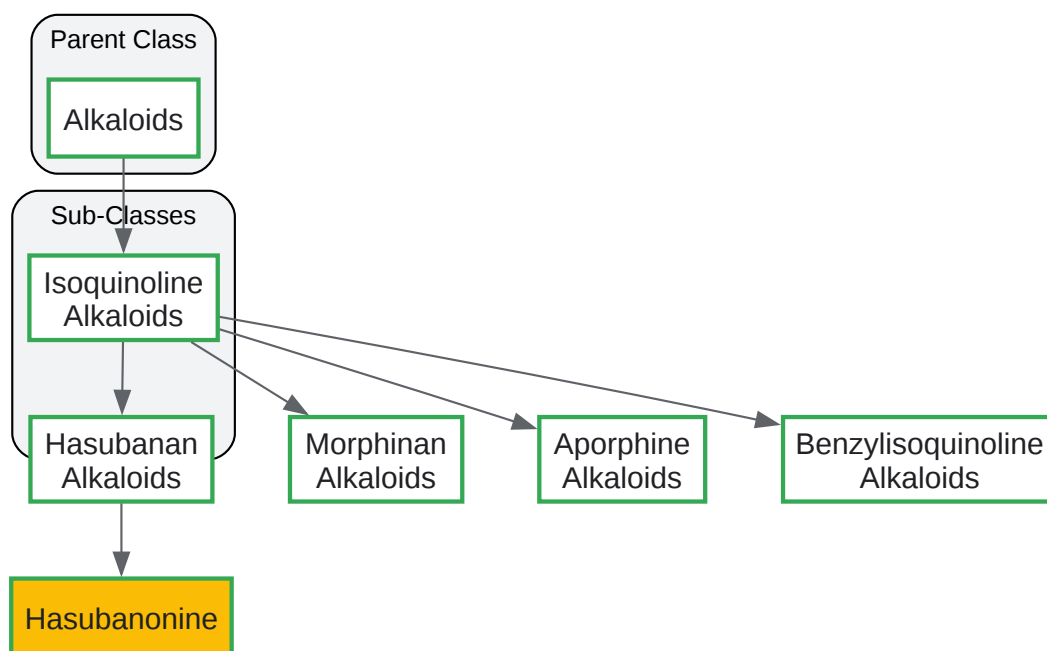 Parent Class
Alkaloids
Sub-Classes
Isoquinoline
Alkaloids
Hasubanan
Alkaloids
Morphinan
Alkaloids
Aporphine
Alkaloids
Benzylisoquinoline
Alkaloids
Hasubanonine